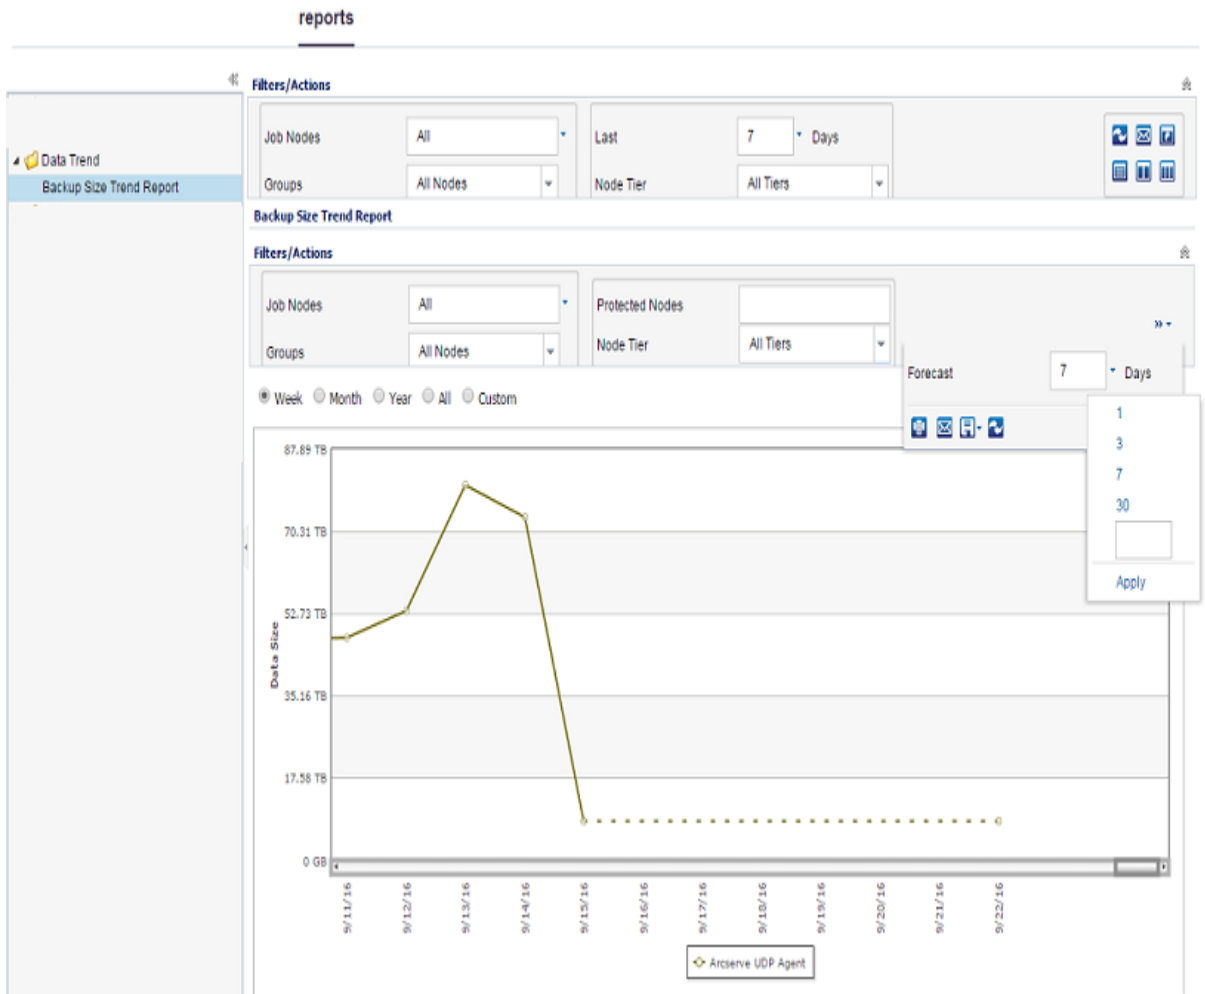 reports
Filters/Actions
Job Nodes All Last 7 Days
Groups All Nodes Node Tier All Tiers
Data Trend
Backup Size Trend Report
Backup Size Trend Report
Filters/Actions
Job Nodes All Protected Nodes
Groups All Nodes Node Tier All Tiers
Forecast 7 Days
1
3
7
30
Apply
Week Month Year All Custom
87.89 TB
70.31 TB
52.73 TB
35.16 TB
17.58 TB
0 GB
Data Size
9/11/16
9/12/16
9/13/16
9/14/16
9/15/16
9/16/16
9/17/16
9/18/16
9/19/16
9/20/16
9/21/16
9/22/16
Arcserve UDP Agent